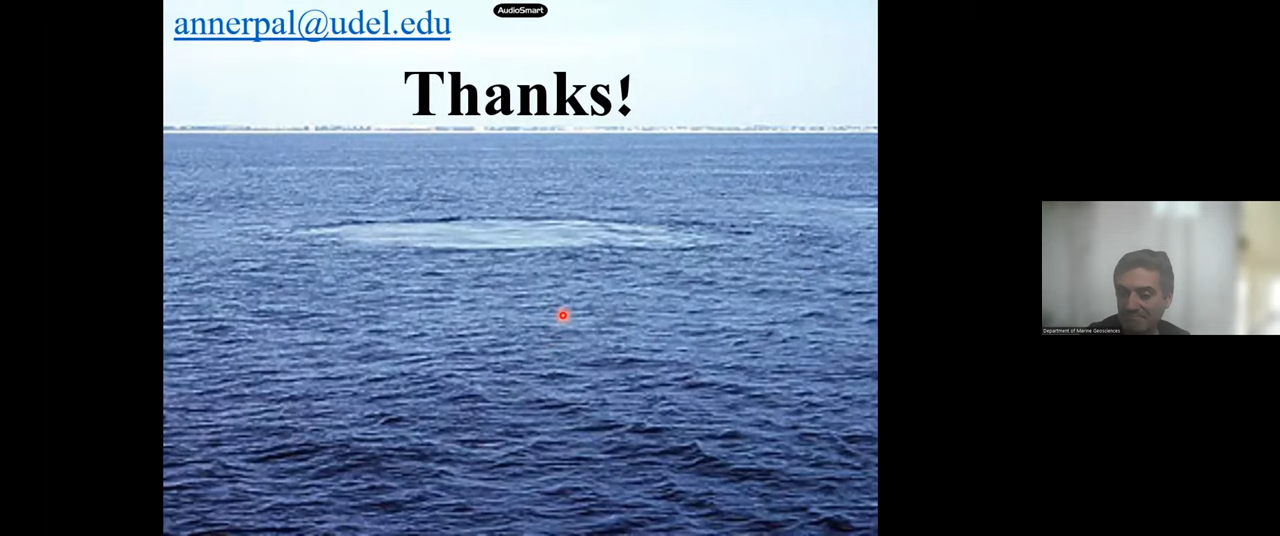 annerpal@udel.edu
AudioSmart
Thanks!
Department of Marine Geosciences